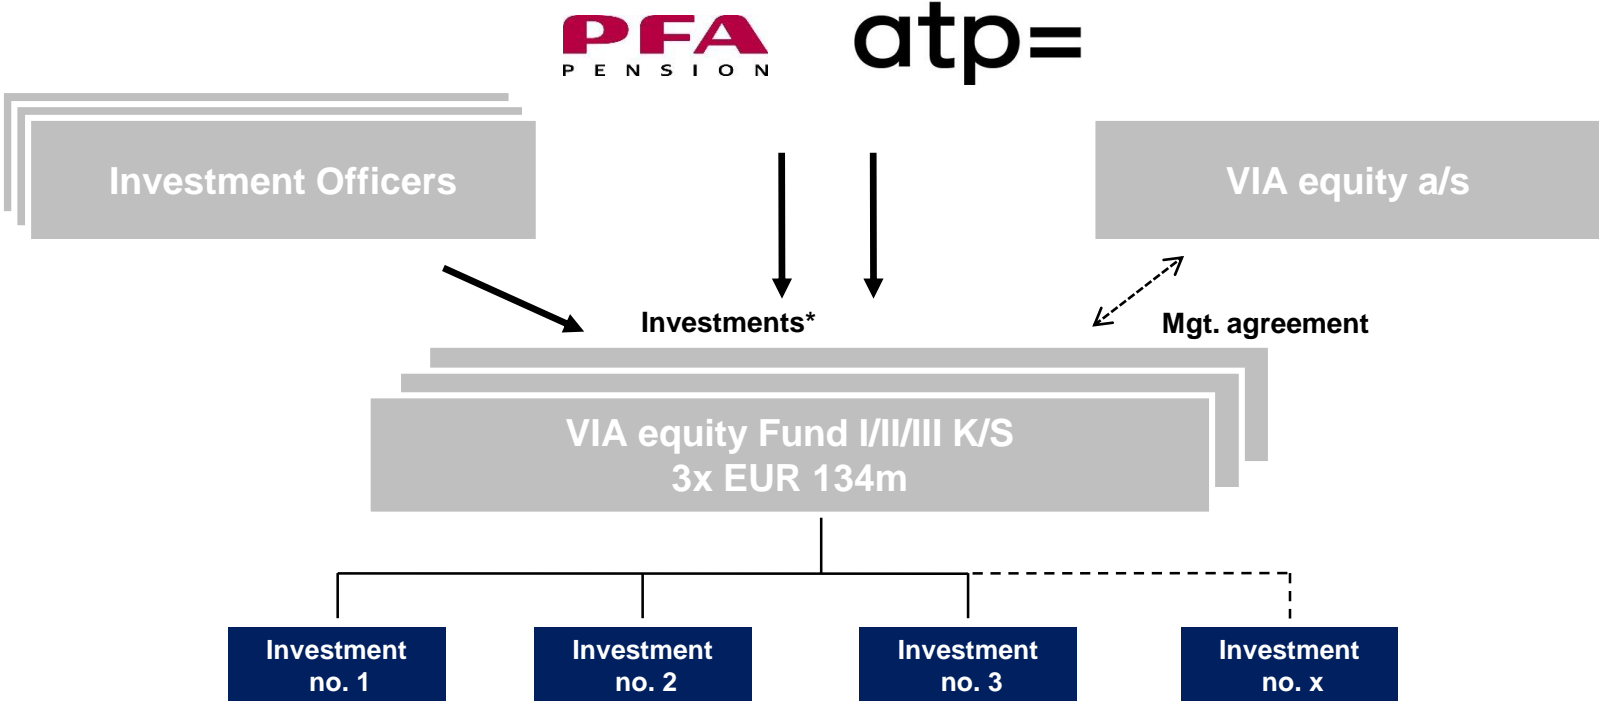 PFA
PENSION
atp=
Investment Officers
VIA equity a/s
Investments*
Mgt. agreement
VIA equity Fund I/II/III K/S
3x EUR 134m
Investment
no. 1
Investment
no. 2
Investment
no. 3
Investment
no. x